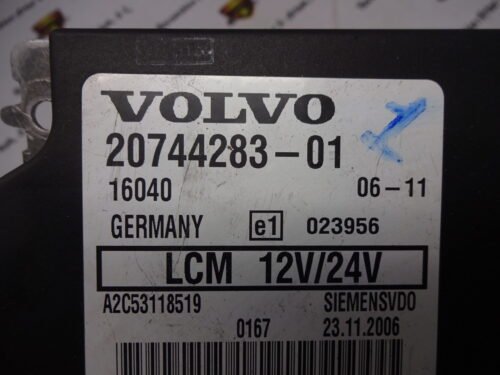 VOLVO
20744283-01
16040 06-11
GERMANY e1 023956
LCM 12V/24V
A2C53118519 SIEMENSVDO
0167 23.11.2006